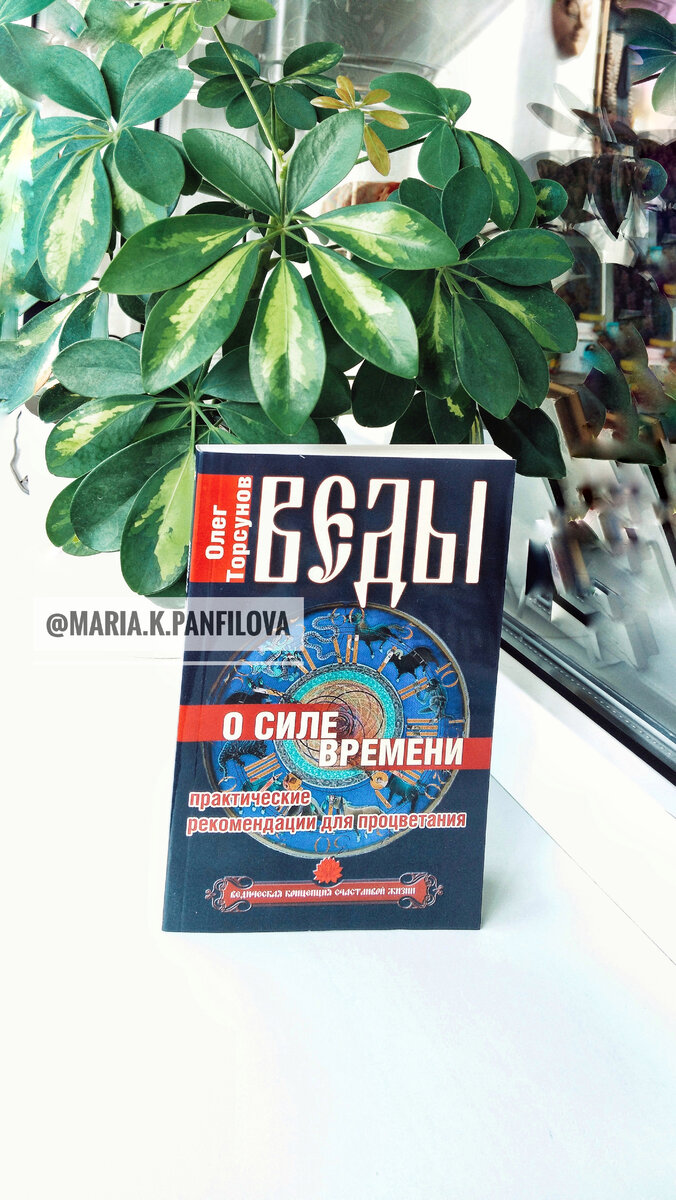 Олег
Торсунов
ВЕДЫ
@MARIA.K.PANFILOVA
О СИЛЕ
ВРЕМЕНИ
практические
рекомендации для процветания
ВЕДИЧЕСКАЯ КОНЦЕПЦИЯ СЧАСТЛИВОЙ ЖИЗНИ